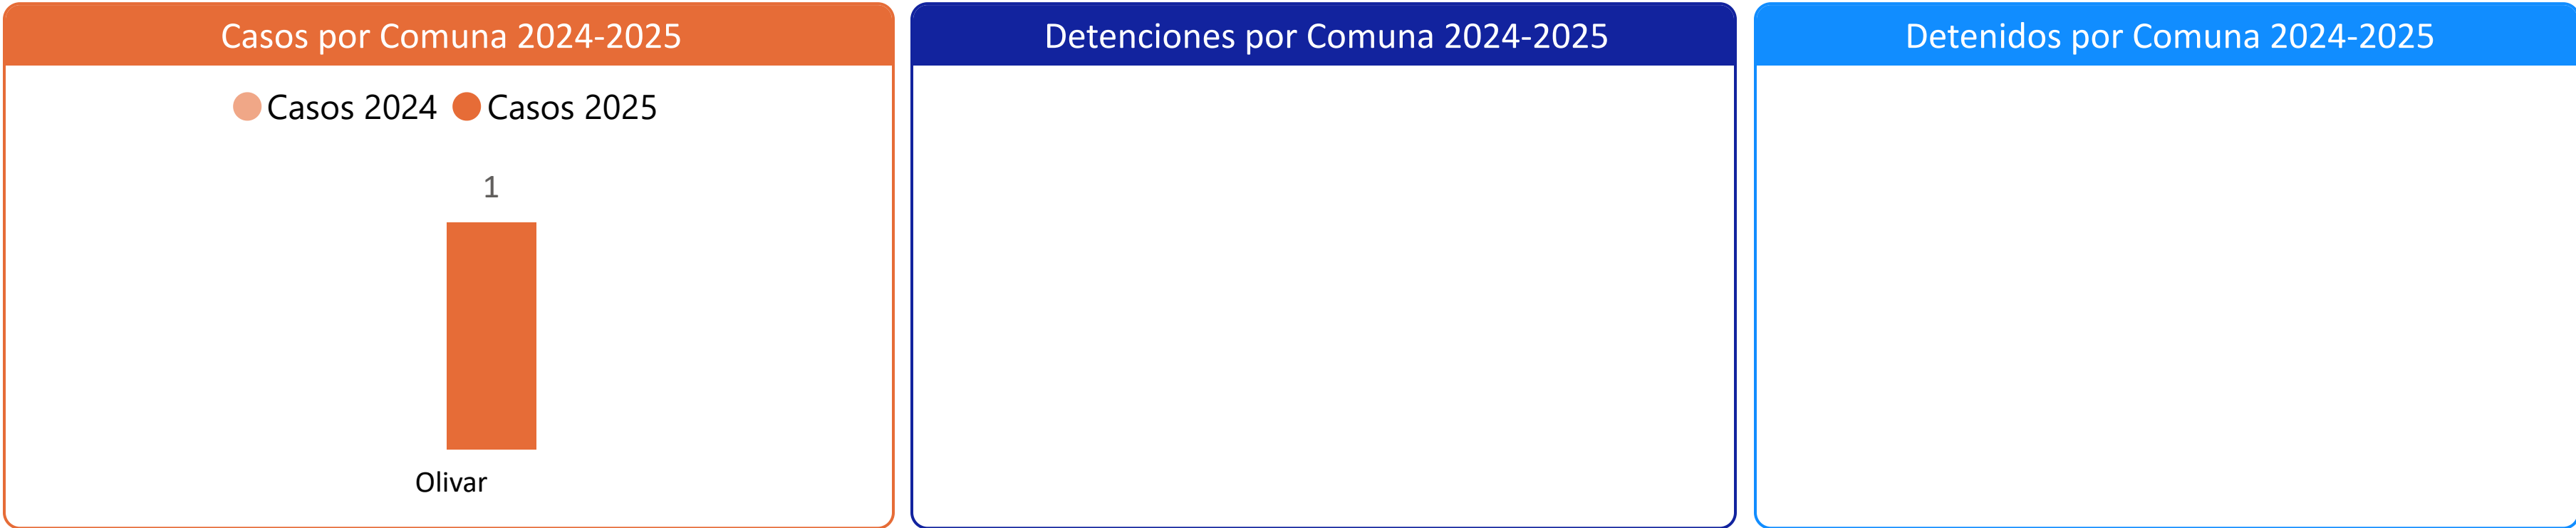 Casos por Comuna 2024-2025
Casos 2024 Casos 2025
1
Olivar
Detenciones por Comuna 2024-2025
Detenidos por Comuna 2024-2025